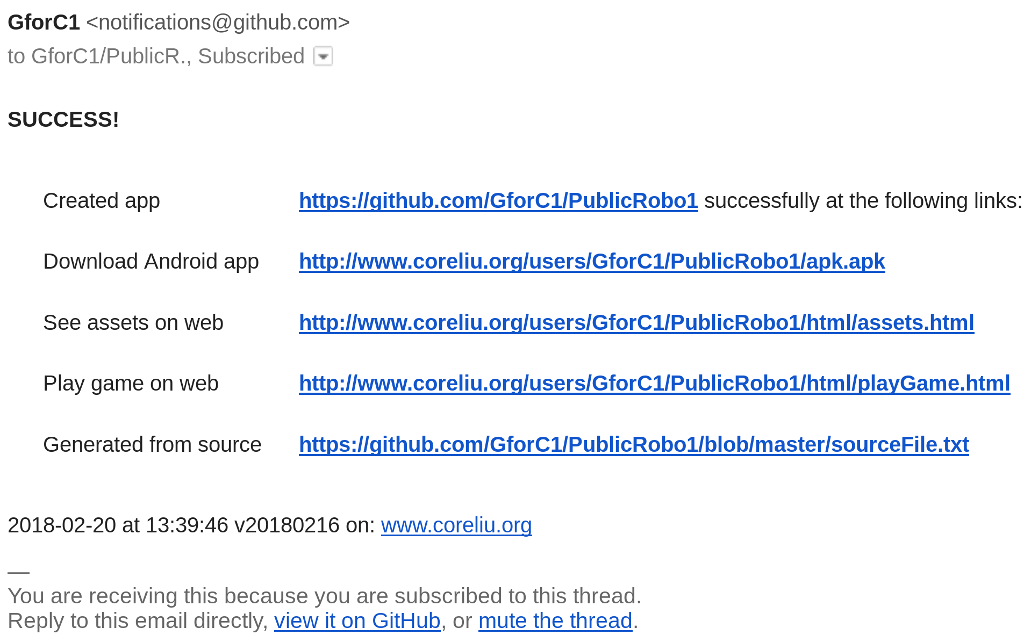 GforC1 <notifications@github.com>
to GforC1/PublicR., Subscribed
SUCCESS!
Created app https://github.com/GforC1/PublicRobo1 successfully at the following links:
Download Android app http://www.coreliu.org/users/GforC1/PublicRobo1/apk.apk
See assets on web http://www.coreliu.org/users/GforC1/PublicRobo1/html/assets.html
Play game on web http://www.coreliu.org/users/GforC1/PublicRobo1/html/playGame.html
Generated from source https://github.com/GforC1/PublicRobo1/blob/master/sourceFile.txt
2018-02-20 at 13:39:46 v20180216 on: www.coreliu.org
—
You are receiving this because you are subscribed to this thread.
Reply to this email directly, view it on GitHub, or mute the thread.